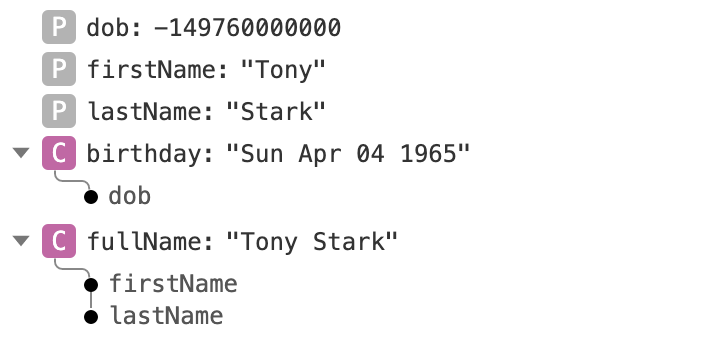 P dob: -149760000000
P firstName: "Tony"
P lastName: "Stark"
C birthday: "Sun Apr 04 1965"
dob
C fullName: "Tony Stark"
firstName
lastName